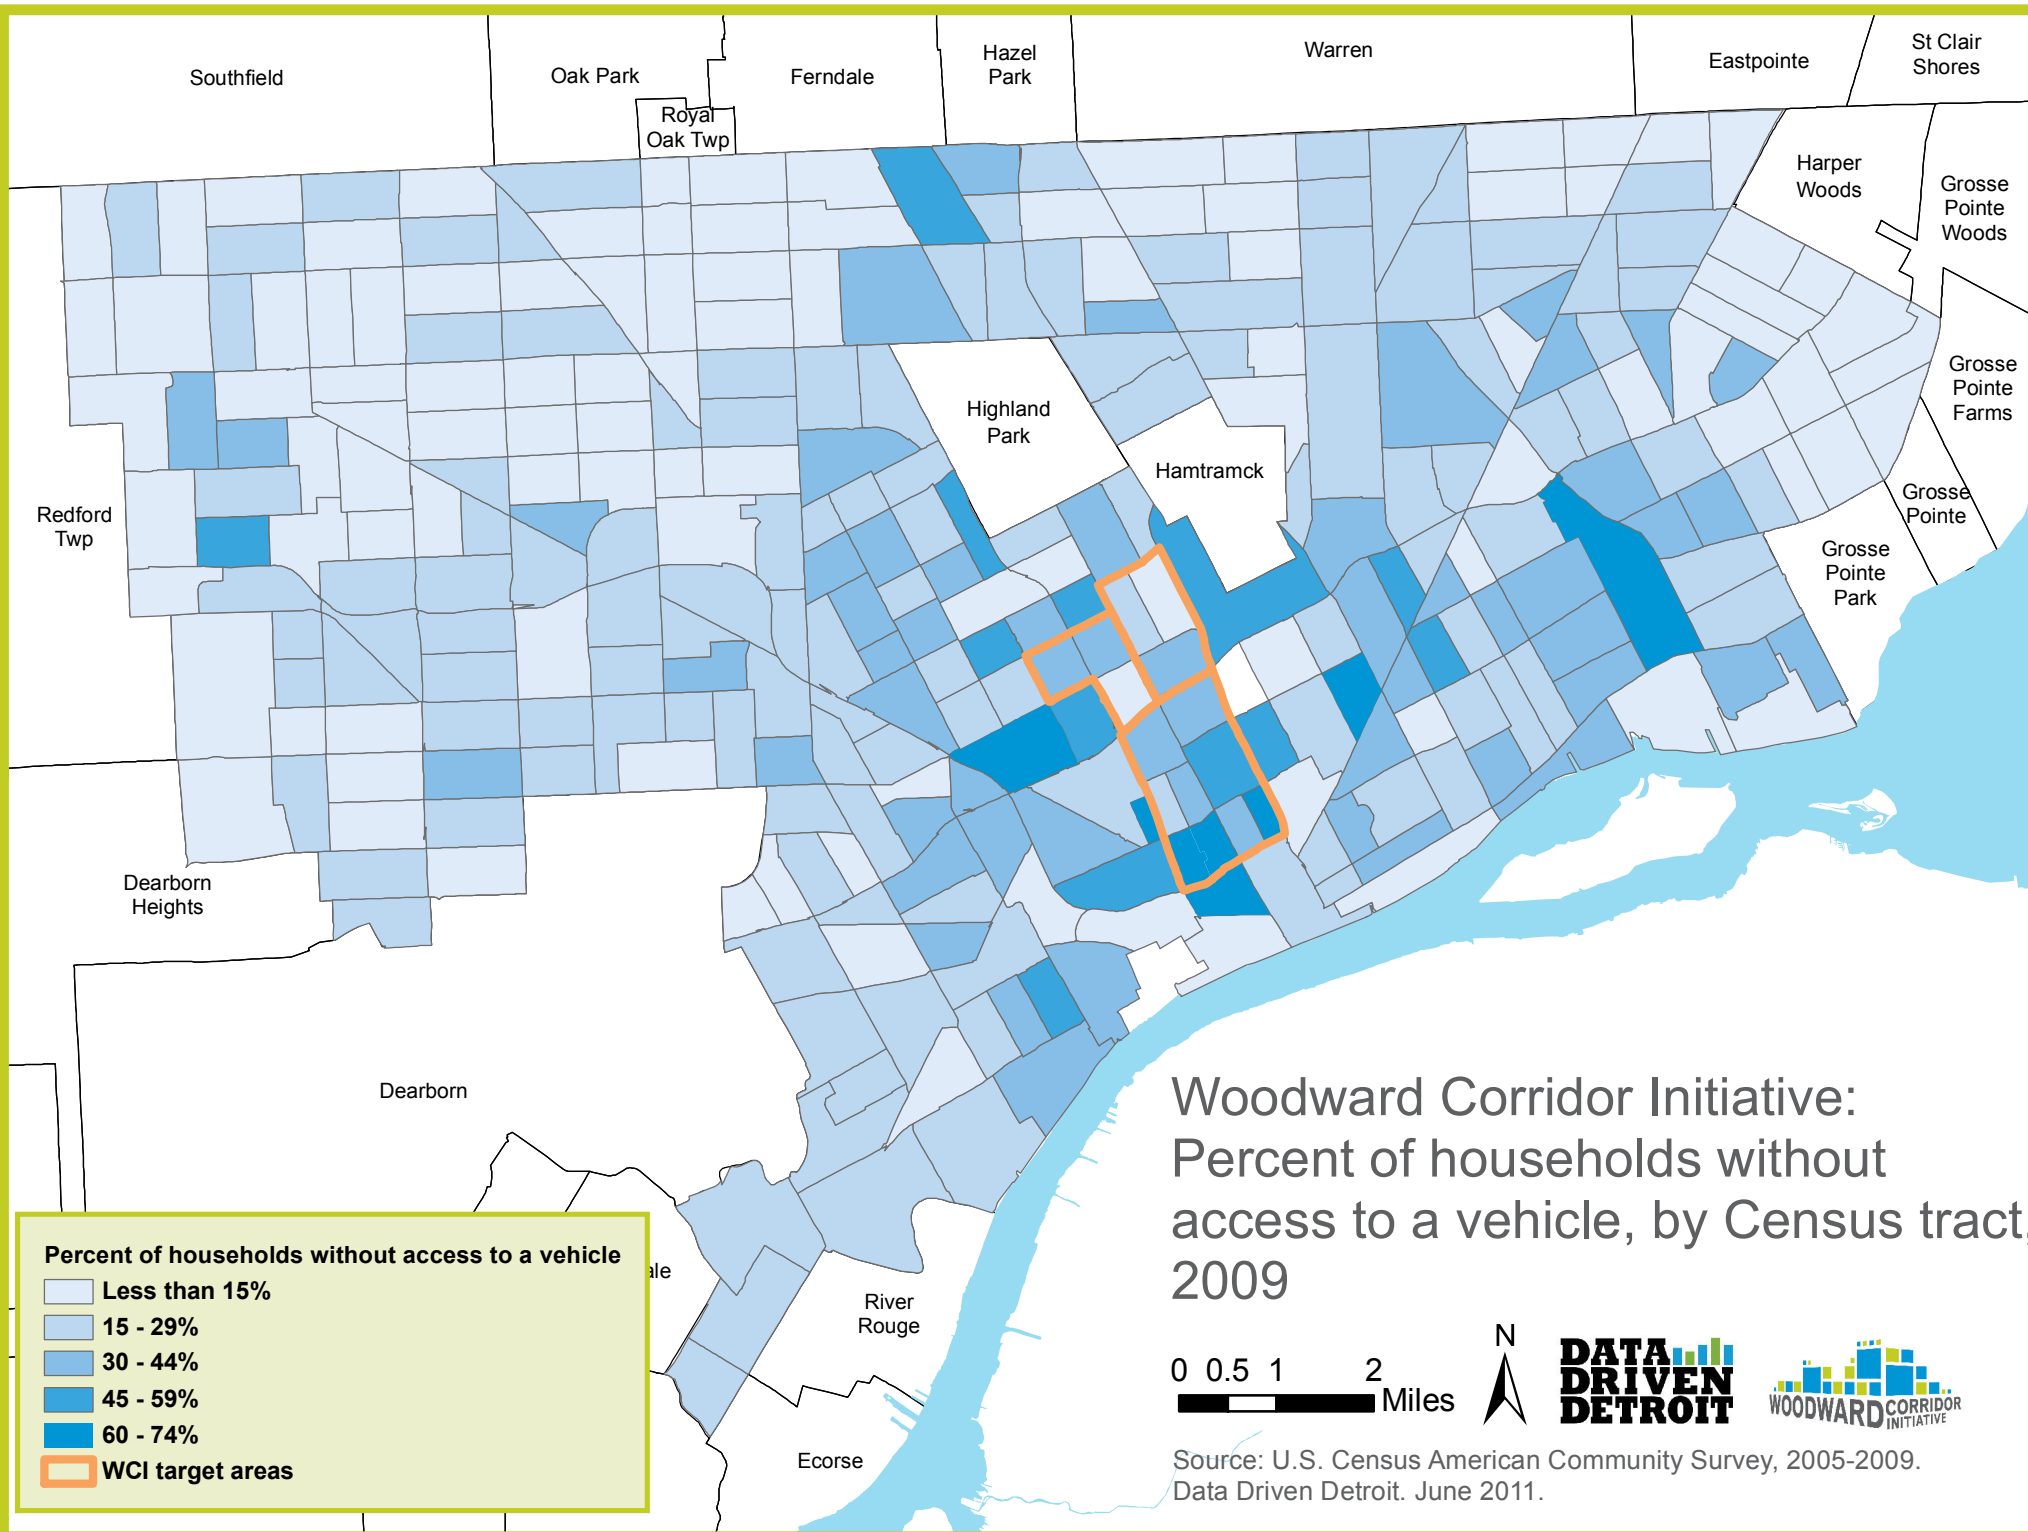 Southfield
Oak Park
Ferndale
Hazel
Park
Warren
Eastpointe
St Clair
Shores
Royal
Oak Twp
Harper
Woods
Grosse
Pointe
Woods
Grosse
Pointe
Farms
Highland
Park
Hamtramck
Redford
Twp
Grosse
Pointe
Grosse
Pointe
Park
Dearborn
Heights
Dearborn
ale
River
Rouge
Ecorse
Woodward Corridor Initiative:
Percent of households without
access to a vehicle, by Census tract,
2009
Percent of households without access to a vehicle
Less than 15%
15 - 29%
30 - 44%
45 - 59%
60 - 74%
WCI target areas
0 0.5 1 2
Miles
N
DATA
DRIVEN
DETROIT
WOODWARD CORRIDOR
INITIATIVE
Source: U.S. Census American Community Survey, 2005-2009.
Data Driven Detroit. June 2011.